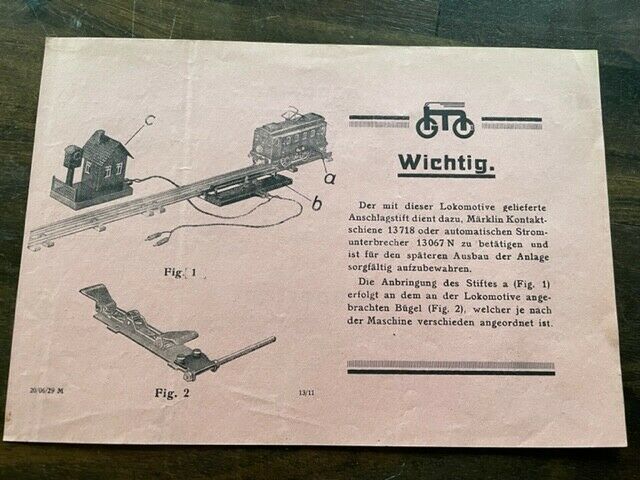 c
a
b
Fig. 1
Fig. 2
20/06/29 M
13/11
Wichtig.
Der mit dieser Lokomotive gelieferte
Anschlagstift dient dazu, Märklin Kontakt-
schiene 13718 oder automatischen Strom-
unterbrecher 13067 N zu betätigen und
ist für den späteren Ausbau der Anlage
sorgfältig aufzubewahren.
Die Anbringung des Stiftes a (Fig. 1)
erfolgt an dem an der Lokomotive ange-
brachten Bügel (Fig. 2), welcher je nach
der Maschine verschieden angeordnet ist.